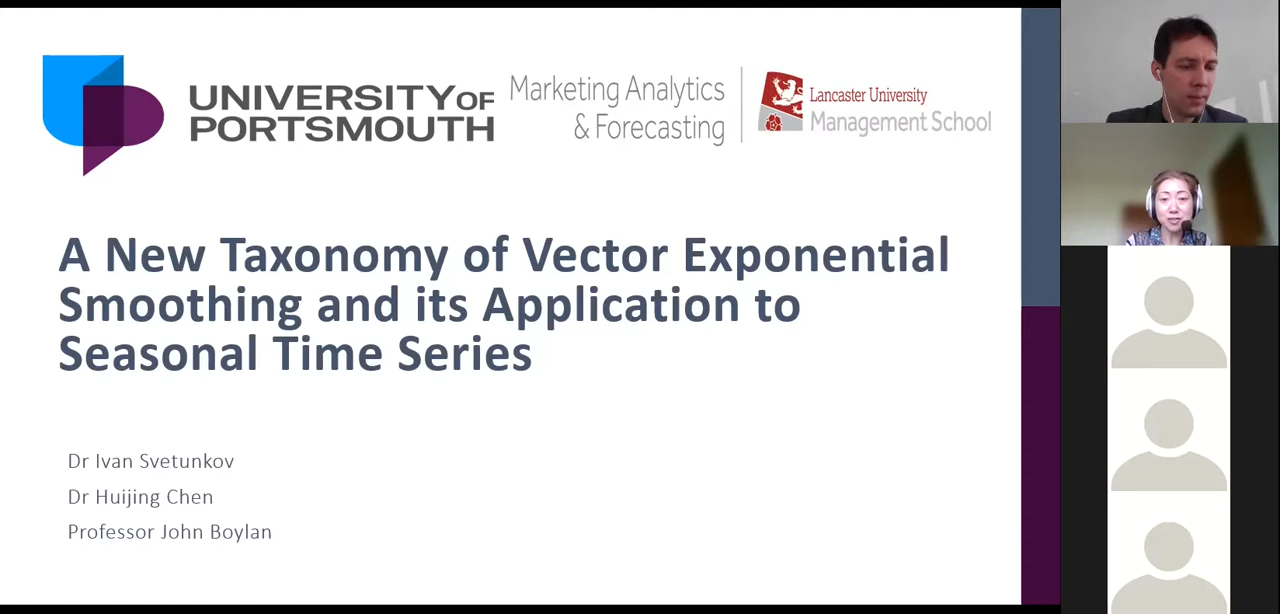 UNIVERSITY OF
PORTSMOUTH
Marketing Analytics
& Forecasting
Lancaster University
Management School
A New Taxonomy of Vector Exponential
Smoothing and its Application to
Seasonal Time Series
Dr Ivan Svetunkov
Dr Huijing Chen
Professor John Boylan